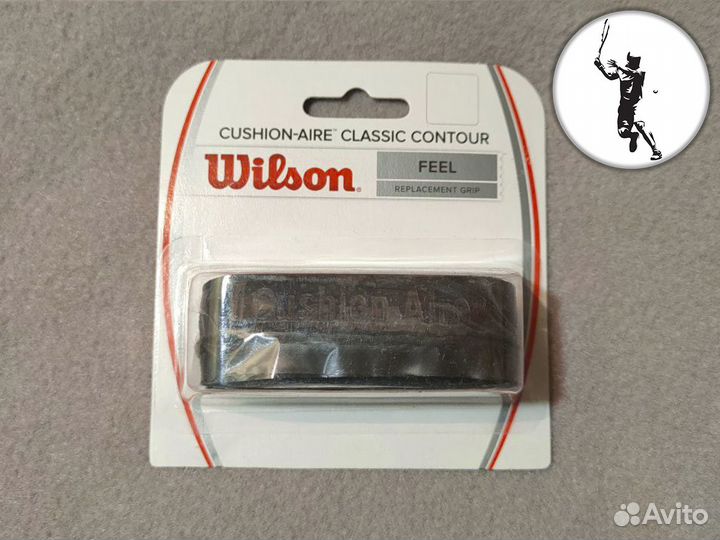 CUSHION-AIRE™ CLASSIC CONTOUR
Wilson®
FEEL
REPLACEMENT GRIP
Cushion Aire
Avito